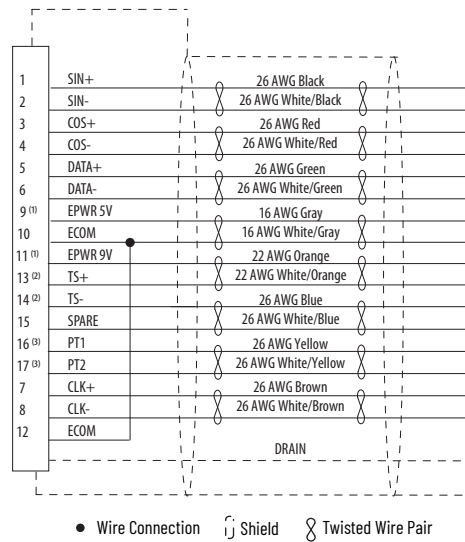 1 SIN+ 26 AWG Black
2 SIN- 26 AWG White/Black
3 COS+ 26 AWG Red
4 COS- 26 AWG White/Red
5 DATA+ 26 AWG Green
6 DATA- 26 AWG White/Green
9 (1) EPWR 5V 16 AWG Gray
10 ECOM 16 AWG White/Gray
11 (1) EPWR 9V 22 AWG Orange
13 (2) TS+ 22 AWG White/Orange
14 (2) TS- 26 AWG Blue
15 SPARE 26 AWG White/Blue
16 (3) PT1 26 AWG Yellow
17 (3) PT2 26 AWG White/Yellow
7 CLK+ 26 AWG Brown
8 CLK- 26 AWG White/Brown
12 ECOM
DRAIN
Wire Connection Shield Twisted Wire Pair